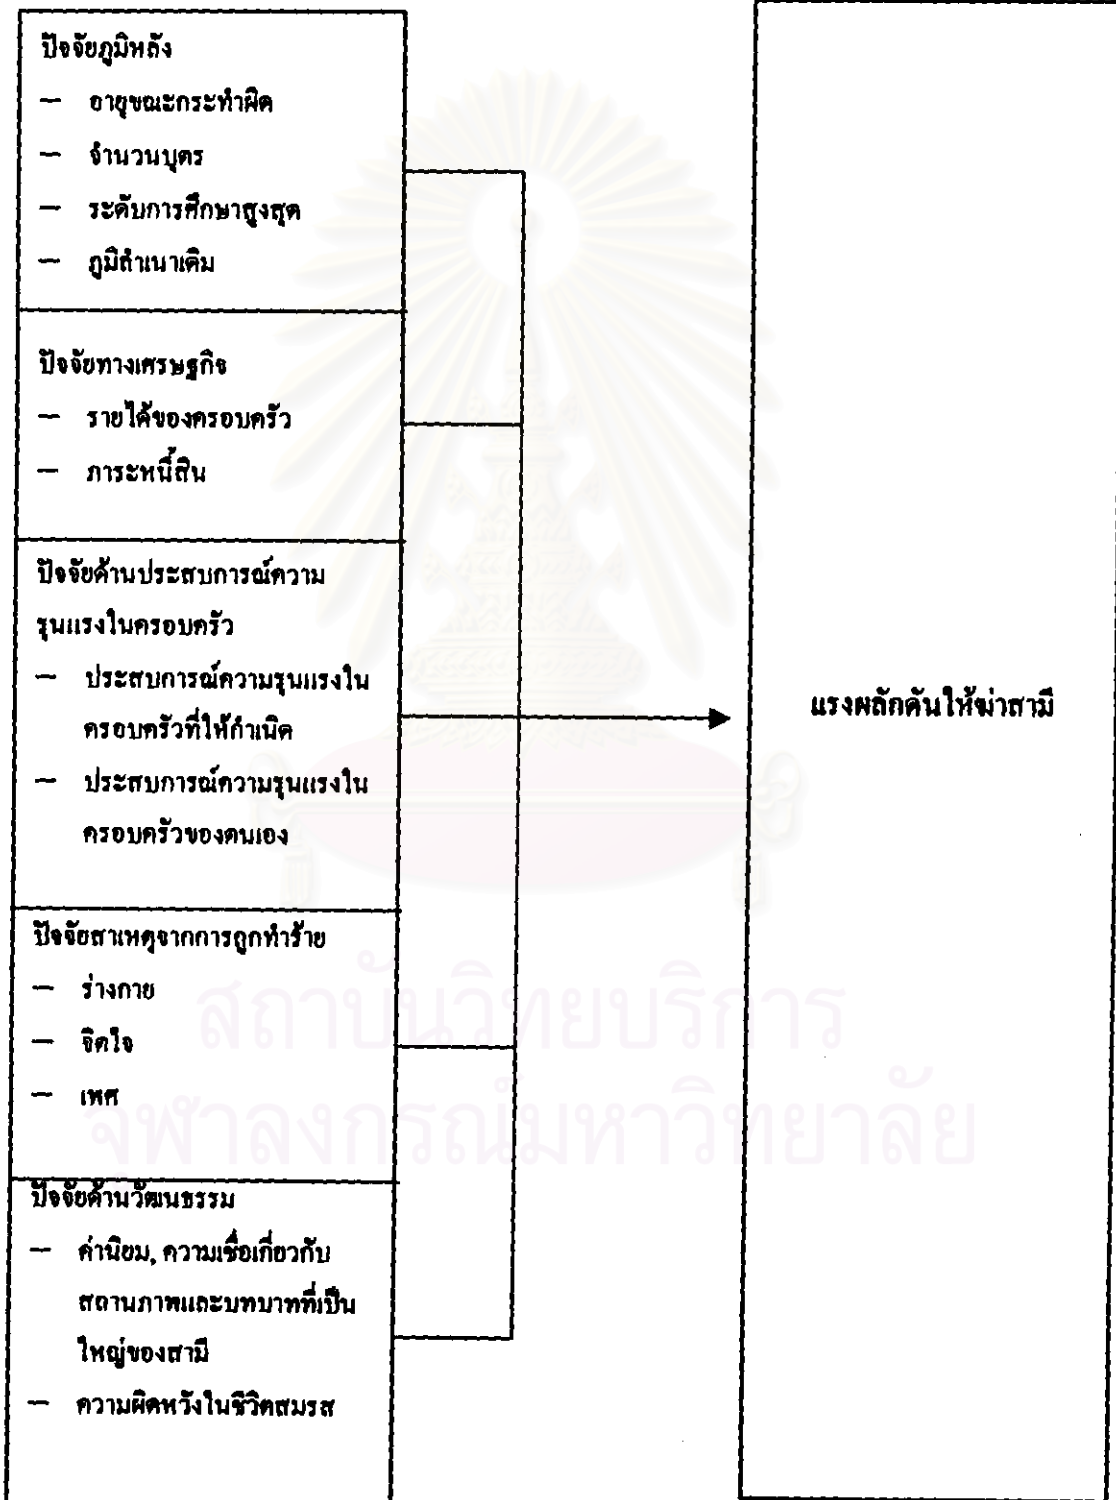 ปัจจัยภูมิหลัง
— อายุขณะกระทำผิด
— จำนวนบุตร
— ระดับการศึกษาสูงสุด
— ภูมิลำเนาเดิม
ปัจจัยทางเศรษฐกิจ
— รายได้ของครอบครัว
— ภาระหนี้สิน
ปัจจัยด้านประสบการณ์ความ
รุนแรงในครอบครัว
— ประสบการณ์ความรุนแรงใน
ครอบครัวที่ให้กำเนิด
— ประสบการณ์ความรุนแรงใน
ครอบครัวของตนเอง
ปัจจัยสาเหตุจากการถูกทำร้าย
— ร่างกาย
— จิตใจ
— เพศ
ปัจจัยด้านวัฒนธรรม
— ค่านิยม, ความเชื่อเกี่ยวกับ
สถานภาพและบทบาทที่เป็น
ใหญ่ของสามี
— ความผิดหวังในชีวิตสมรส
แรงผลักดันให้ฆ่าสามี
สถาบันวิทยบริการ
จุฬาลงกรณ์มหาวิทยาลัย